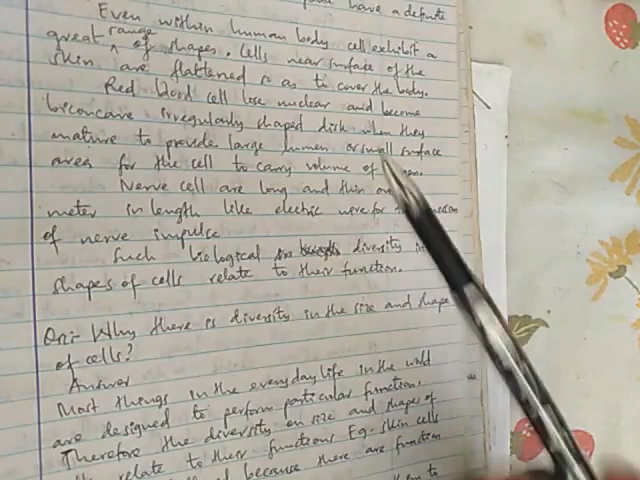 have a definite
Even within human body cell exhibit a
great range of shapes. Cells near surface of the
skin are flattened so as to cover the body.
Red blood cell lose nuclear and become
biconcave irregularly shaped disk when they
mature to provide large lumen or small surface
area for the cell to carry volume of
Nerve cell are long and thin
meter in length like electric wire for
of nerve impulse
Such biological diversity in
shapes of cells relate to their function.
Qn:- Why there is diversity in the size and shape
of cells?
Answer
Most things in the everyday life in the world
are designed to perform particular function.
Therefore the diversity on size and shapes of
relate to their functions Eg. skin cells
because there are function
to